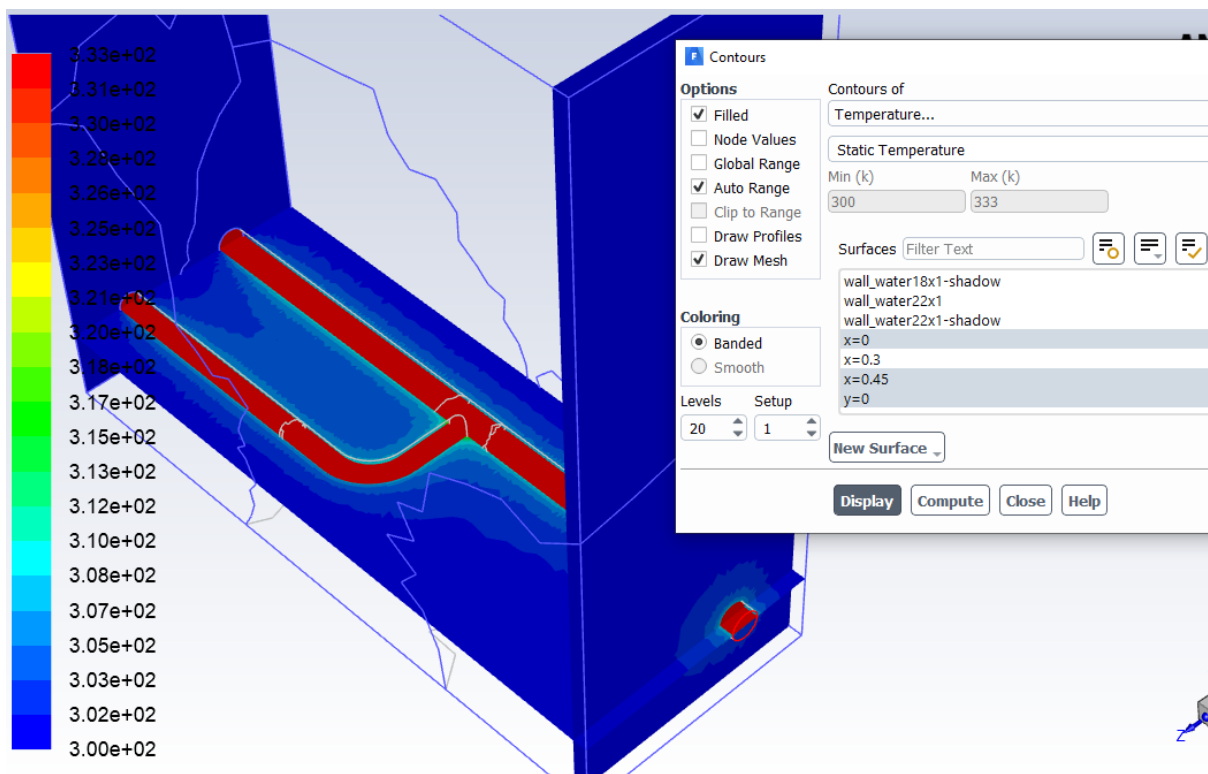 3.33e+02
3.31e+02
3.30e+02
3.28e+02
3.26e+02
3.25e+02
3.23e+02
3.21e+02
3.20e+02
3.18e+02
3.17e+02
3.15e+02
3.13e+02
3.12e+02
3.10e+02
3.08e+02
3.07e+02
3.05e+02
3.03e+02
3.02e+02
3.00e+02
F Contours
Options
Filled
Node Values
Global Range
Auto Range
Clip to Range
Draw Profiles
Draw Mesh
Coloring
Banded
Smooth
Levels Setup
20 1
Contours of
Temperature...
Static Temperature
Min (k) Max (k)
300 333
Surfaces Filter Text
wall_water18x1-shadow
wall_water22x1
wall_water22x1-shadow
x=0
x=0.3
x=0.45
y=0
New Surface
Display Compute Close Help
Z